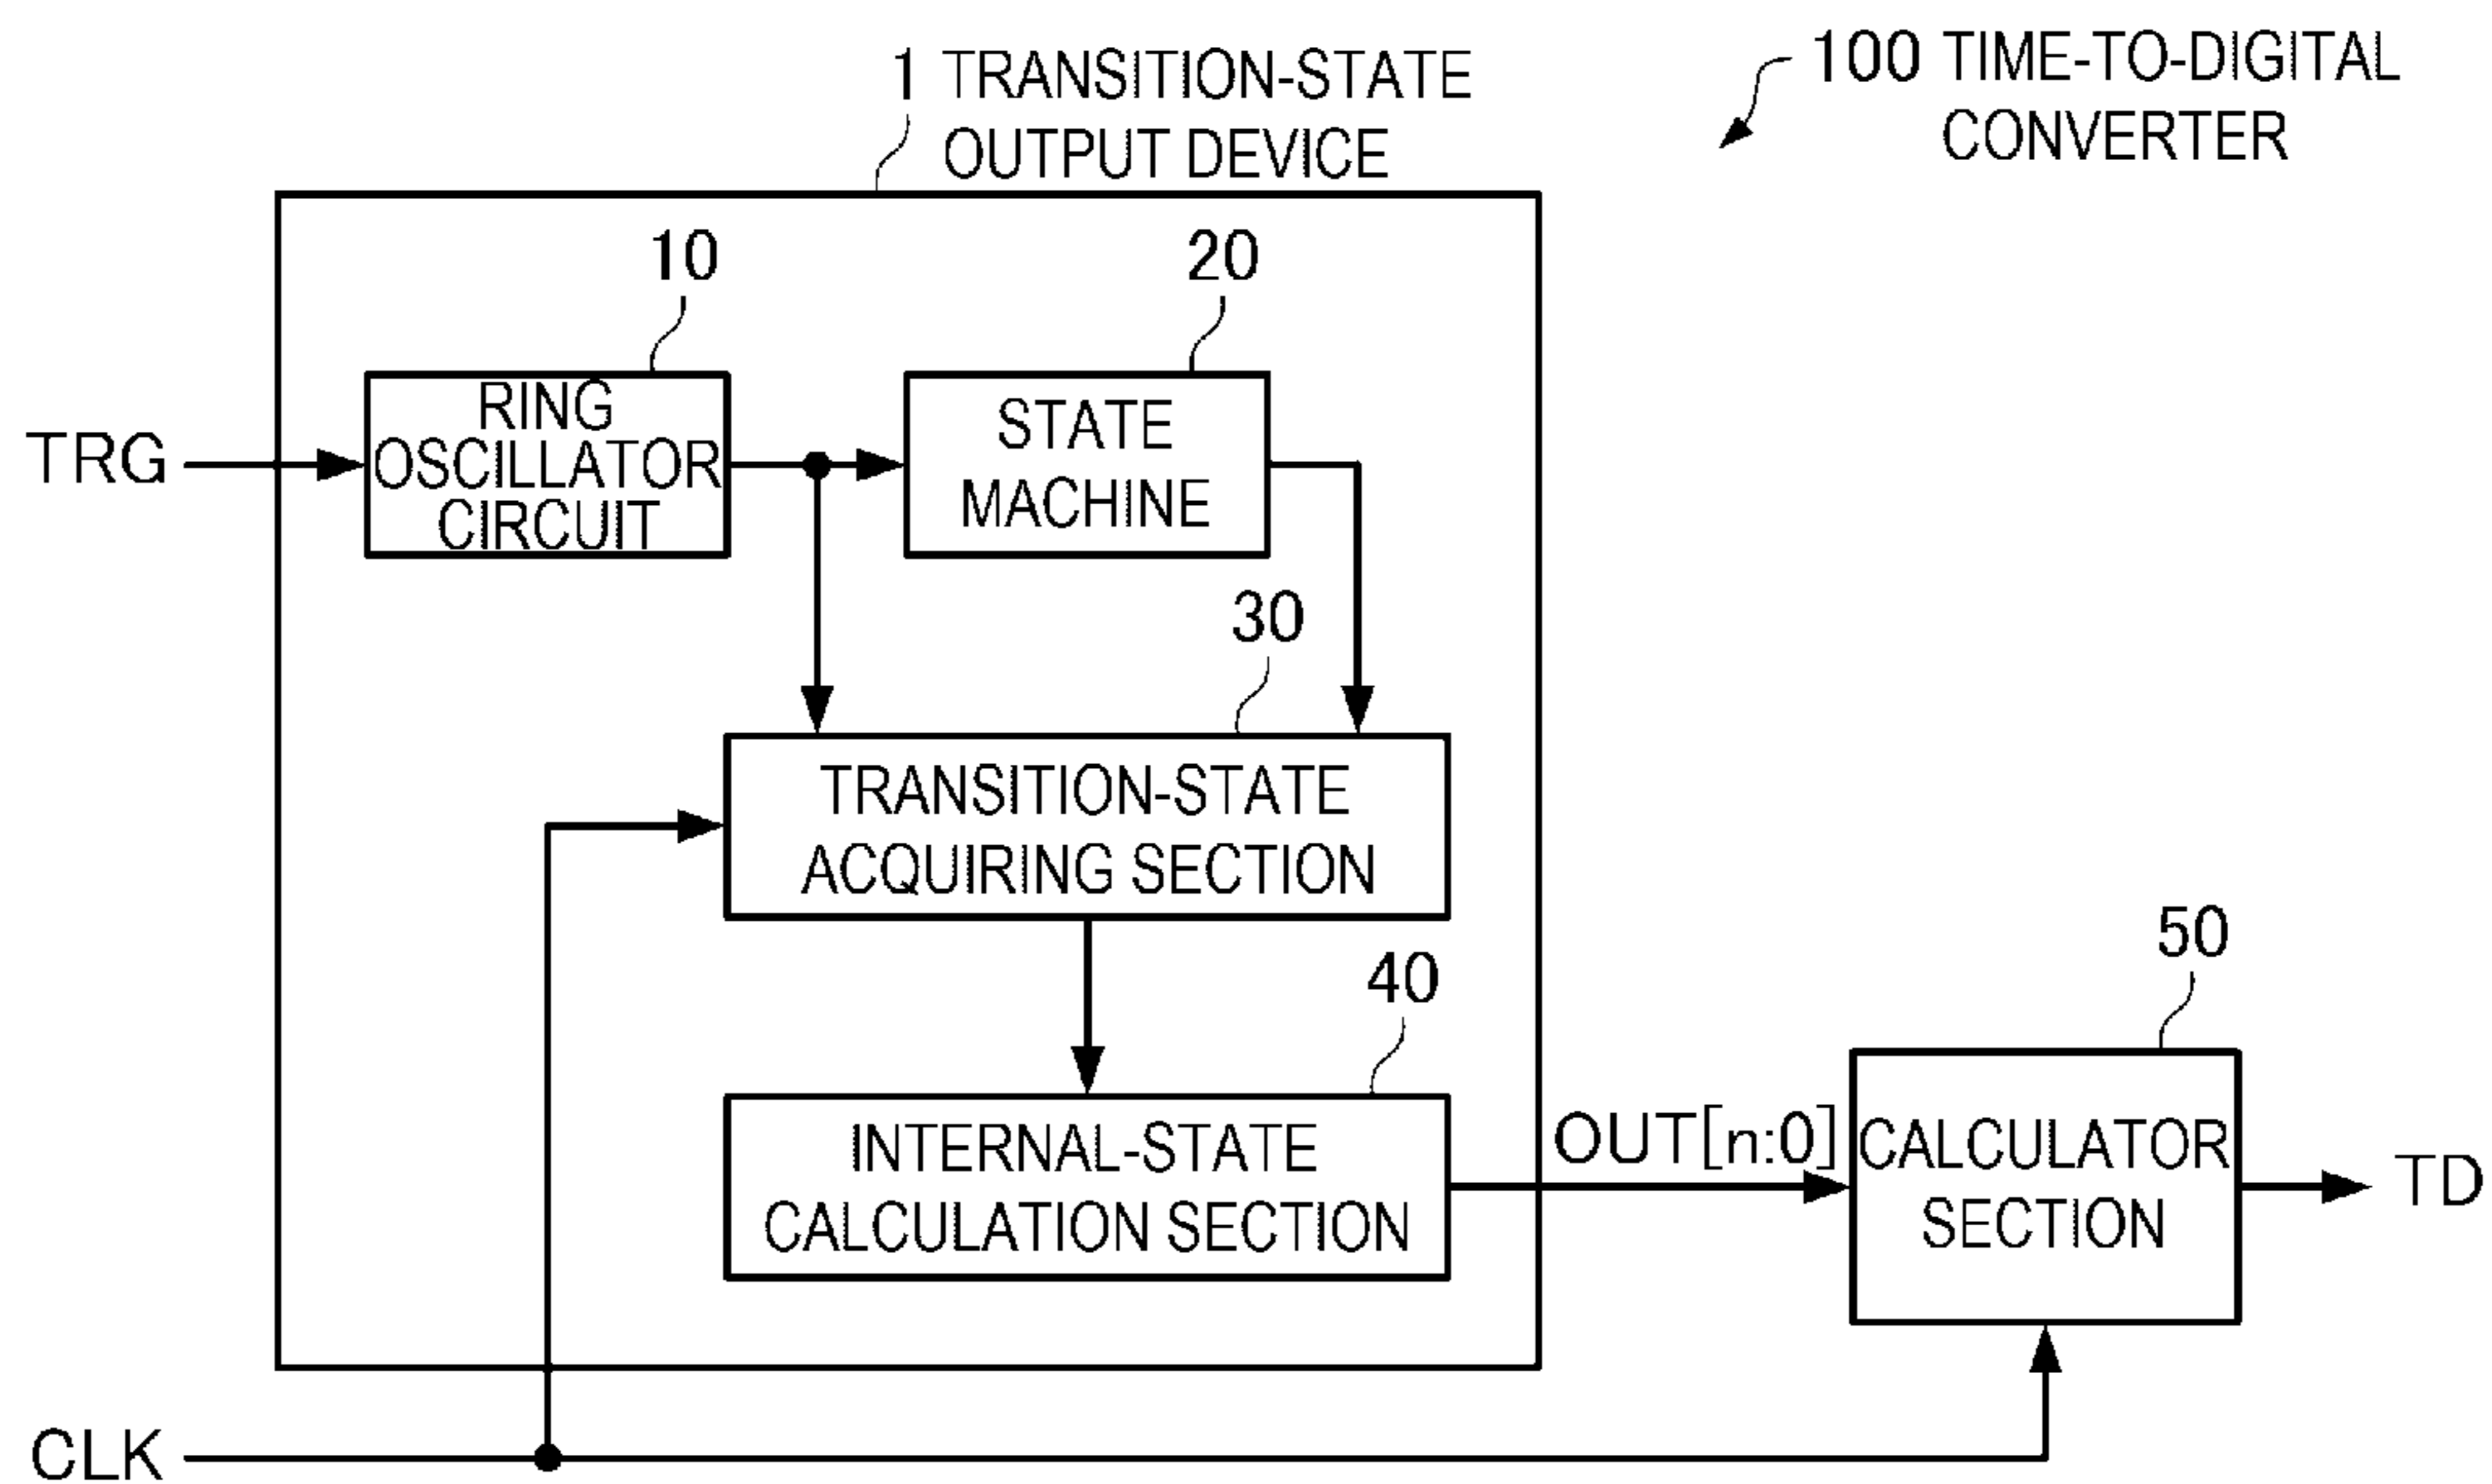 100 TIME-TO-DIGITAL
CONVERTER
1 TRANSITION-STATE
OUTPUT DEVICE
10
20
TRG
RING
OSCILLATOR
CIRCUIT
STATE
MACHINE
30
TRANSITION-STATE
ACQUIRING SECTION
40
50
INTERNAL-STATE
CALCULATION SECTION
OUT[n:0]
CALCULATOR
SECTION
TD
CLK